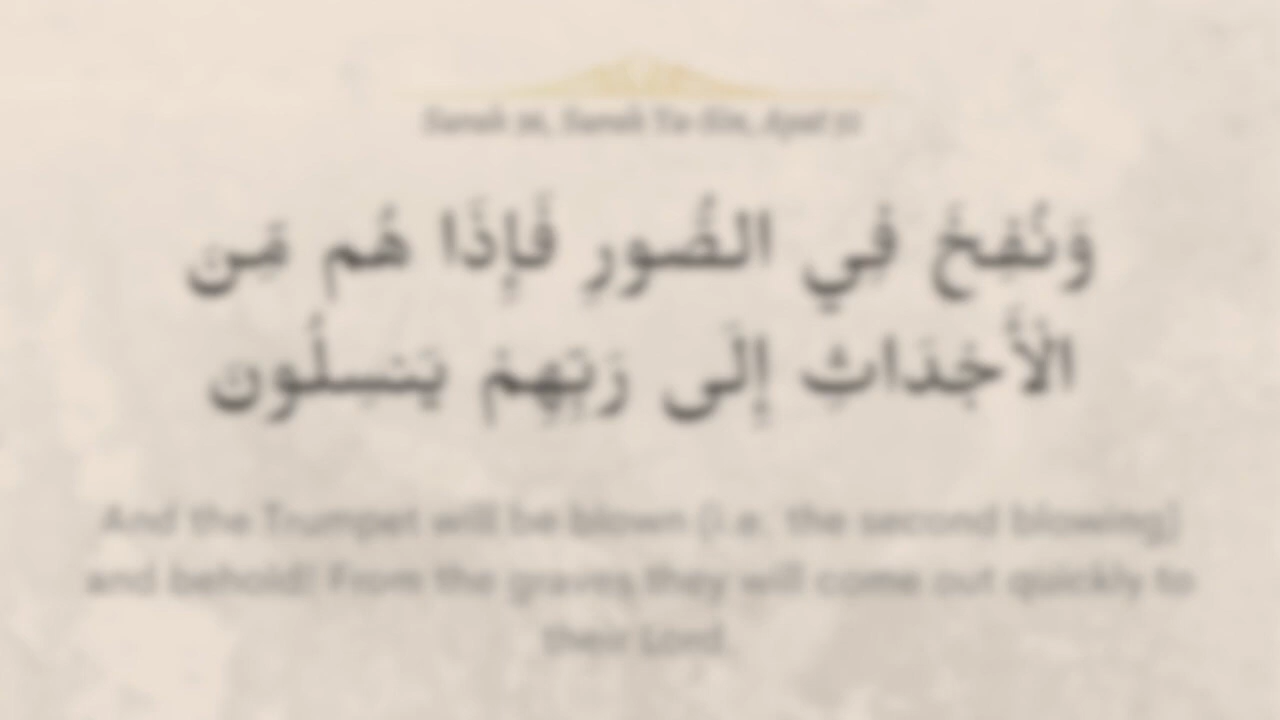 Surah 36, Surah Ya-Sin, Ayat 51
وَنُفِخَ فِي الصُّورِ فَإِذَا هُم مِّن
الْأَجْدَاثِ إِلَى رَبِّهِمْ يَنسِلُون
And the Trumpet will be blown (i.e. the second blowing)
and behold! From the graves they will come out quickly to
their Lord.